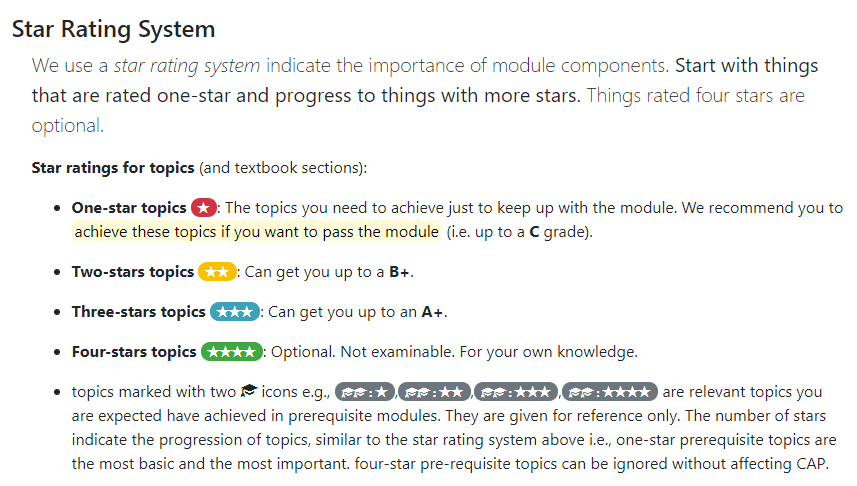 Star Rating System
We use a star rating system indicate the importance of module components. Start with things
that are rated one-star and progress to things with more stars. Things rated four stars are
optional.
Star ratings for topics (and textbook sections):
• One-star topics ★: The topics you need to achieve just to keep up with the module. We recommend you to
achieve these topics if you want to pass the module (i.e. up to a C grade).
• Two-stars topics ★★: Can get you up to a B+.
• Three-stars topics ★★★: Can get you up to an A+.
• Four-stars topics ★★★★: Optional. Not examinable. For your own knowledge.
• topics marked with two 🎓 icons e.g., 🎓🎓:★,🎓🎓:★★,🎓🎓:★★★,🎓🎓:★★★★ are relevant topics you
are expected have achieved in prerequisite modules. They are given for reference only. The number of stars
indicate the progression of topics, similar to the star rating system above i.e., one-star prerequisite topics are
the most basic and the most important. four-star pre-requisite topics can be ignored without affecting CAP.